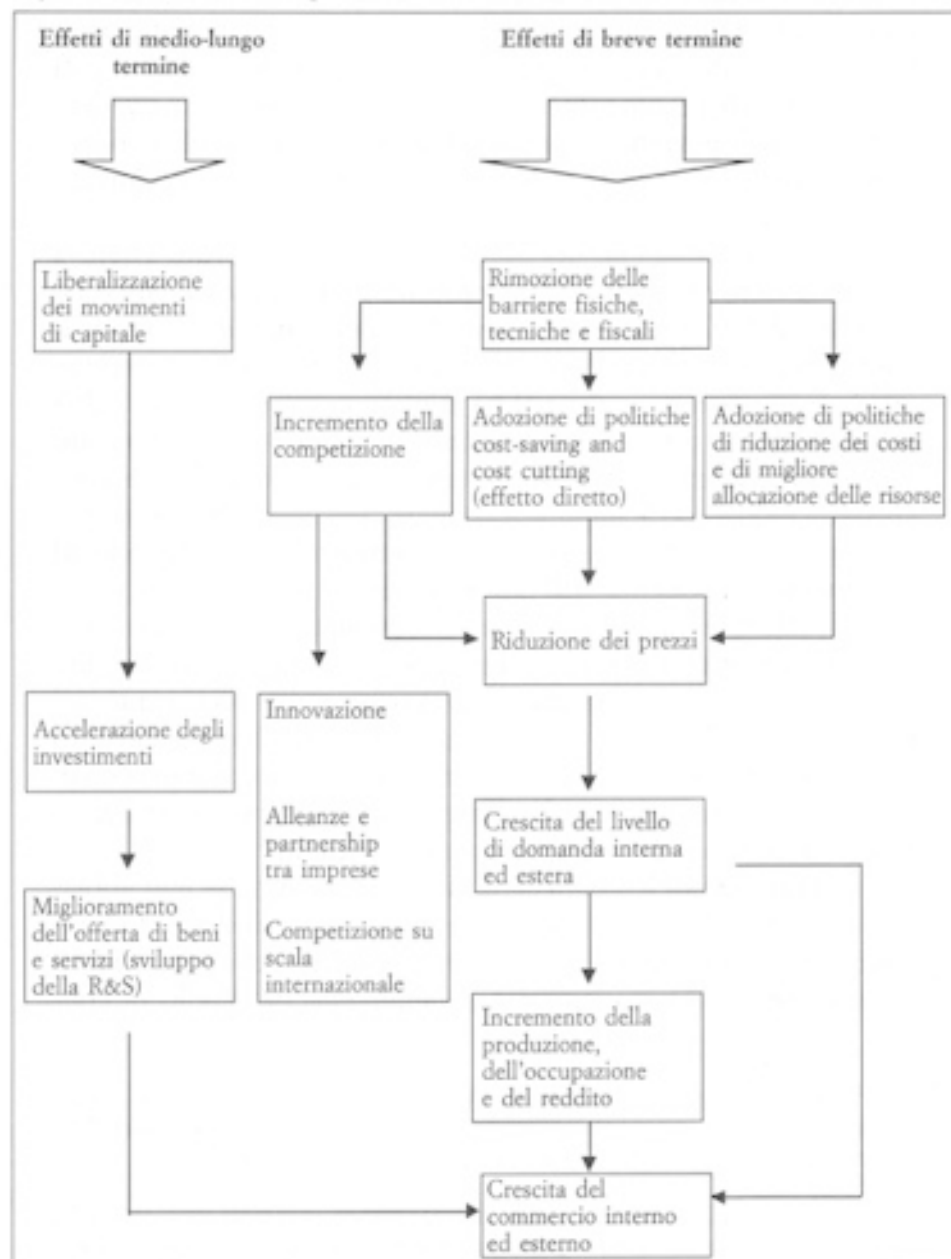 Effetti di medio-lungo
termine
Effetti di breve termine
Liberalizzazione
dei movimenti
di capitale
Rimozione delle
barriere fisiche,
tecniche e fiscali
Incremento della
competizione
Adozione di politiche
cost-saving and
cost cutting
(effetto diretto)
Adozione di politiche
di riduzione dei costi
e di migliore
allocazione delle risorse
Riduzione dei prezzi
Accelerazione degli
investimenti
Innovazione
Alleanze e
partnership
tra imprese
Competizione su
scala
internazionale
Crescita del livello
di domanda interna
ed estera
Miglioramento
dell'offerta di beni
e servizi (sviluppo
della R&S)
Incremento della
produzione,
dell'occupazione
e del reddito
Crescita del
commercio interno
ed esterno